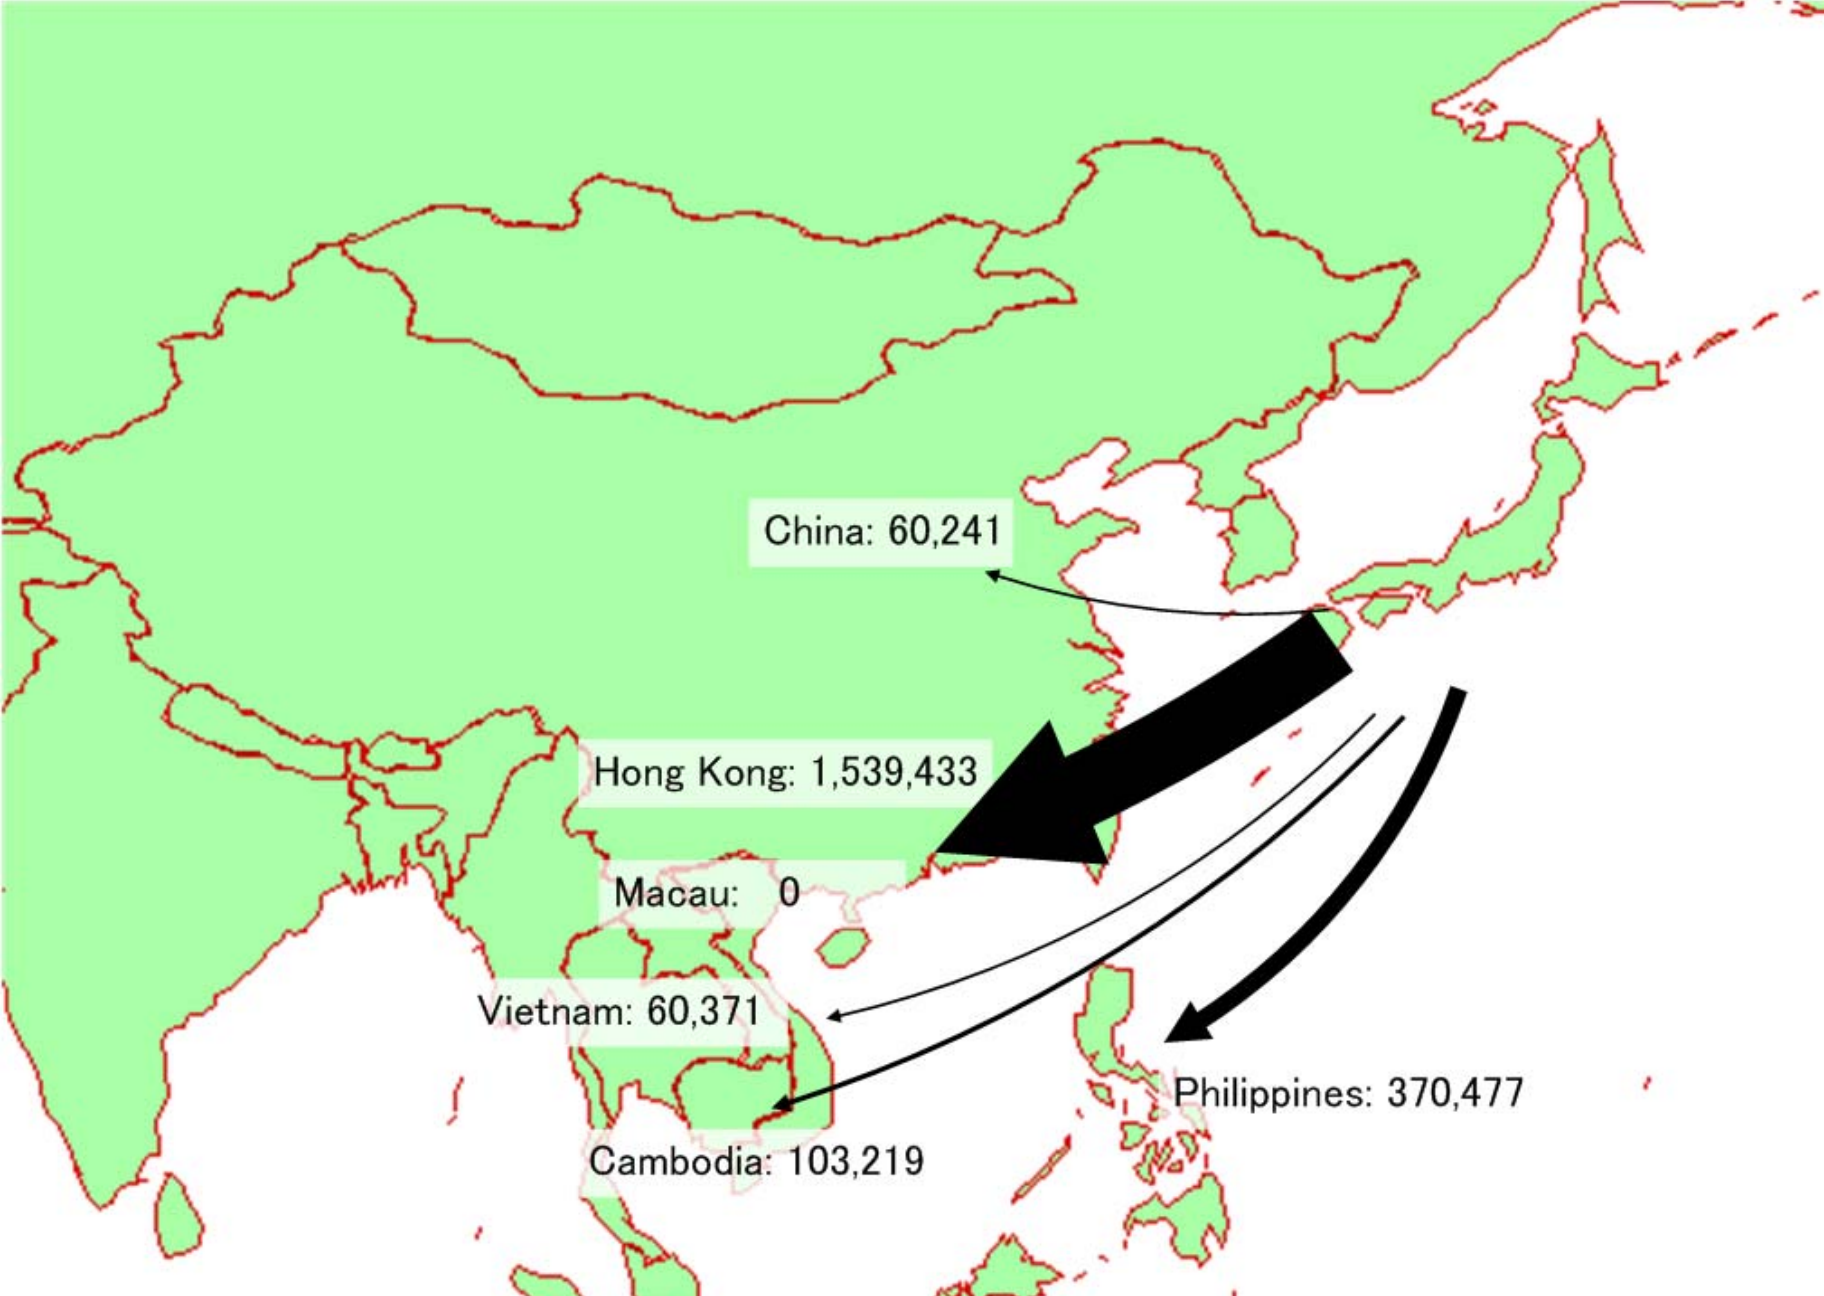 China: 60,241
Hong Kong: 1,539,433
Macau: 0
Vietnam: 60,371
Philippines: 370,477
Cambodia: 103,219